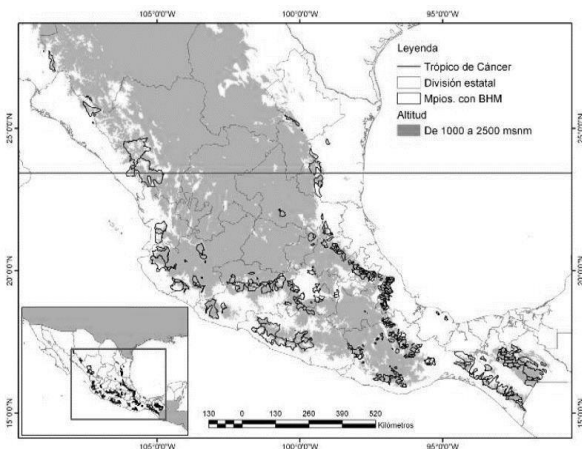 105°0'0"W 100°0'0"W 95°0'0"W
Leyenda
Trópico de Cáncer
División estatal
Mpios. con BHM
Altitud
De 1000 a 2500 msnm
25°0'0"N 25°0'0"N
20°0'0"N 20°0'0"N
15°0'0"N 15°0'0"N
130 0 130 260 390 520
Kilómetros
105°0'0"W 100°0'0"W 95°0'0"W